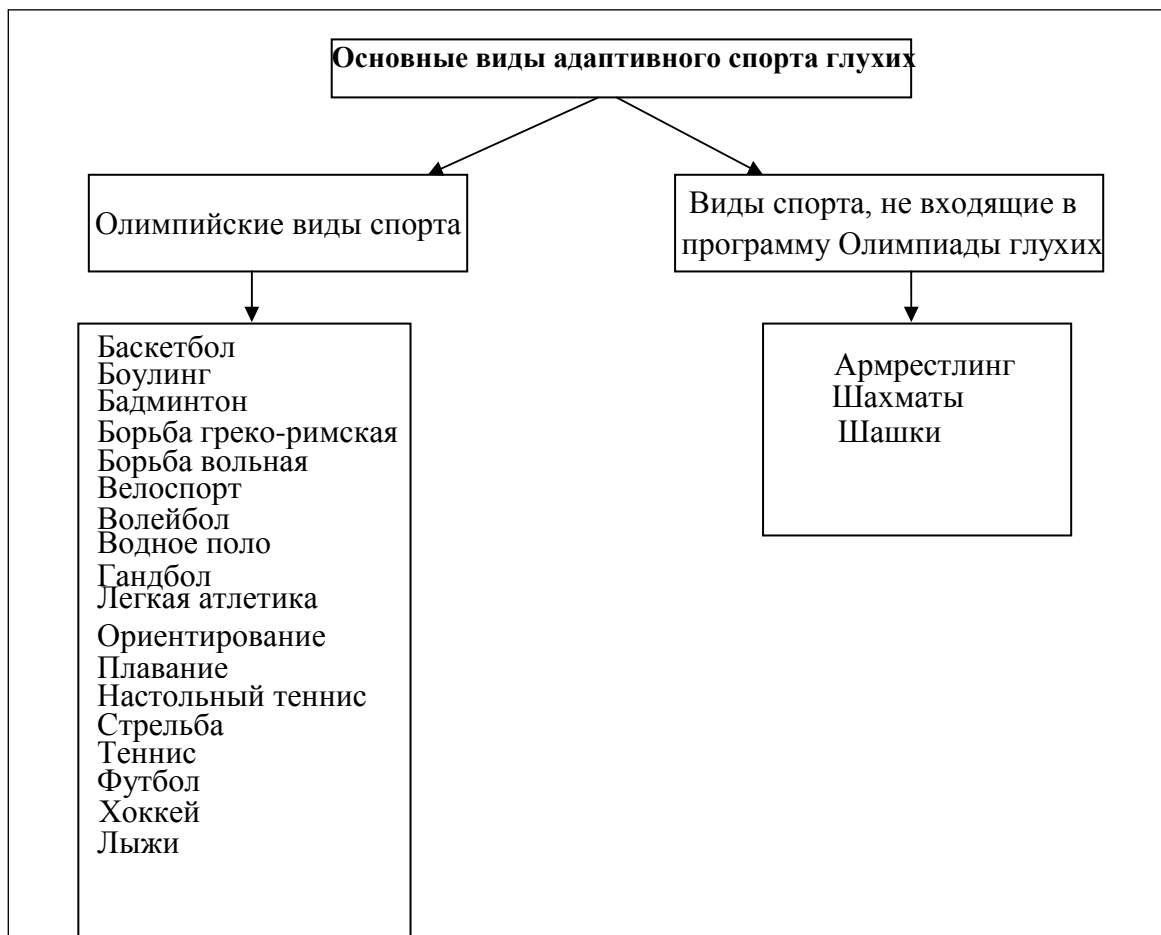 Основные виды адаптивного спорта глухих
Олимпийские виды спорта
Виды спорта, не входящие в
программу Олимпиады глухих
Баскетбол
Боулинг
Бадминтон
Борьба греко-римская
Борьба вольная
Велоспорт
Волейбол
Водное поло
Гандбол
Легкая атлетика
Ориентирование
Плавание
Настольный теннис
Стрельба
Теннис
Футбол
Хоккей
Лыжи
Армрестлинг
Шахматы
Шашки